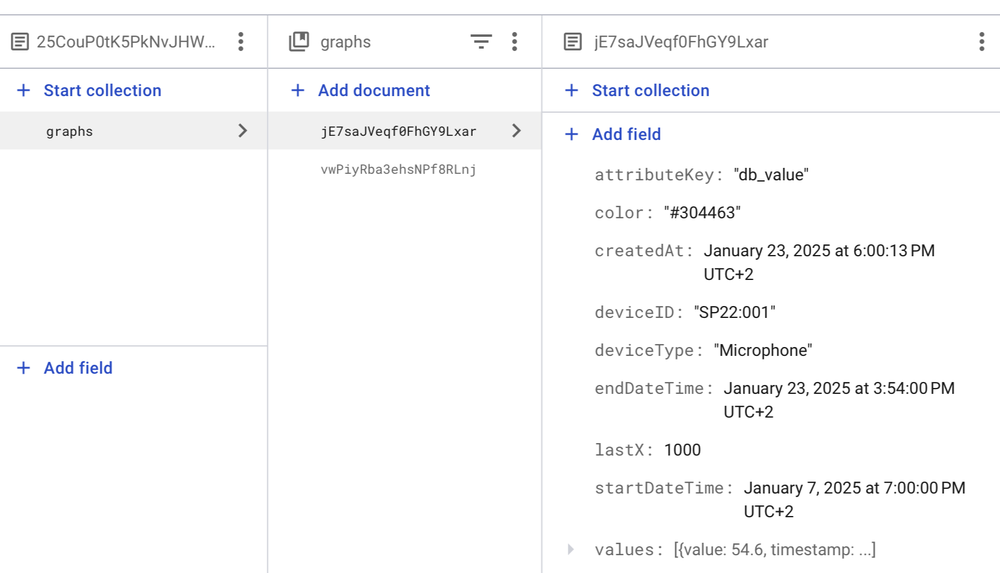 25CouP0tK5PkNvJHW...
Start collection
graphs
Add field
graphs
Add document
jE7saJVeqf0FhGY9Lxar
vwPiyRba3ehsNPf8RLnj
jE7saJVeqf0FhGY9Lxar
Start collection
Add field
attributeKey: "db_value"
color: "#304463"
createdAt: January 23, 2025 at 6:00:13 PM
UTC+2
deviceID: "SP22:001"
deviceType: "Microphone"
endDateTime: January 23, 2025 at 3:54:00 PM
UTC+2
lastX: 1000
startDateTime: January 7, 2025 at 7:00:00 PM
UTC+2
values: [{value: 54.6, timestamp: ...]